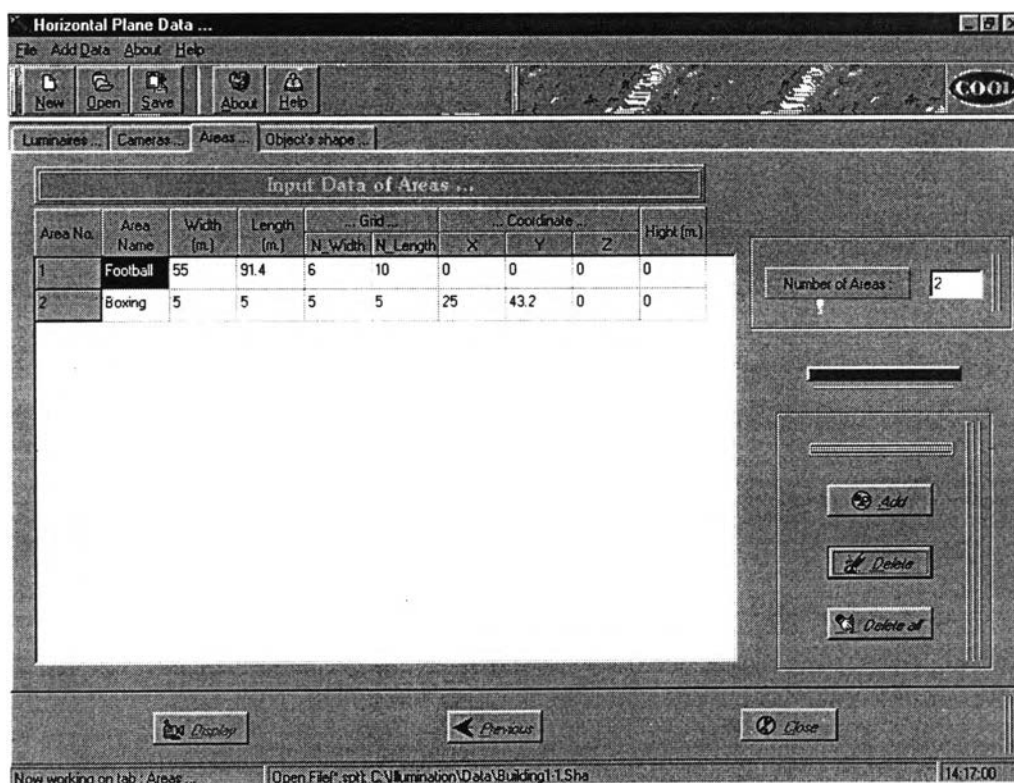 Horizontal Plane Data ...
File Add Data About Help
New Open Save About Help
COOL
Luminaires ... Cameras ... Areas ... Object's shape ...
Input Data of Areas ...
Area No. Area Name Width (m.) Length (m.) ... Grid ... ... Coordinate ... Hight (m.)
N_Width N_Length X Y Z
1 Football 55 91.4 6 10 0 0 0 0
2 Boxing 5 5 5 5 25 43.2 0 0
Number of Areas : 2
Add
Delete
Delete all
Display Previous Close
Now working on tab : Areas ... Open File(*.spt): C:\Illumination\Data\Building1-1.Sha 14:17:00